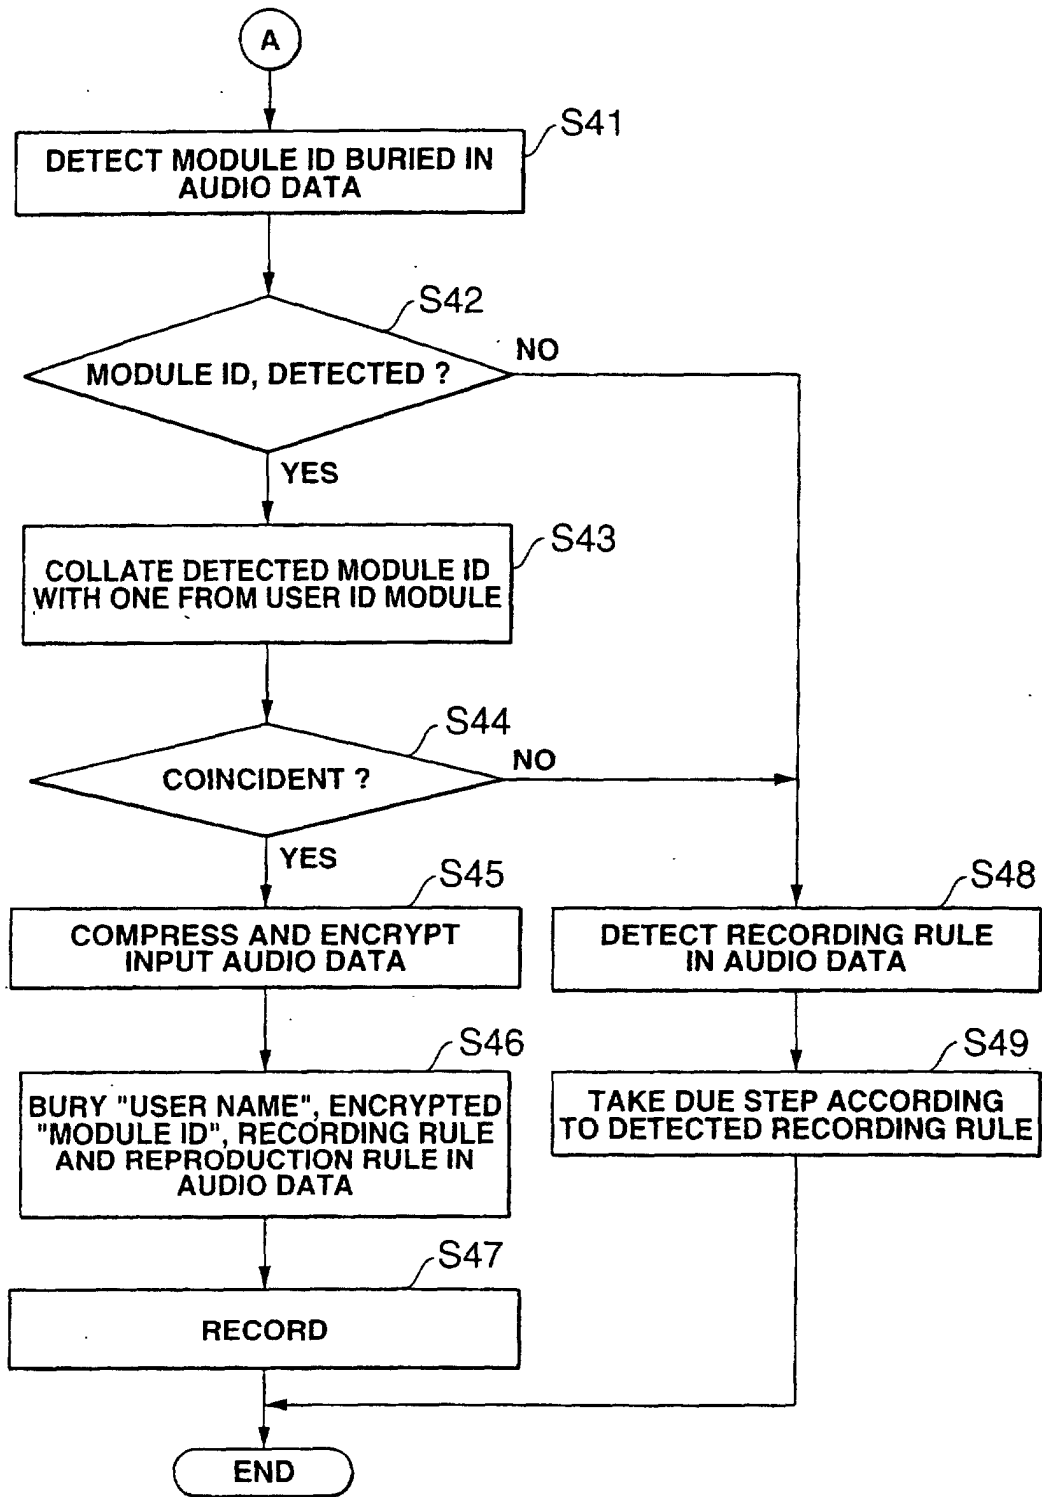 A
S41
DETECT MODULE ID BURIED IN
AUDIO DATA
S42
MODULE ID, DETECTED ?
NO
YES
S43
COLLATE DETECTED MODULE ID
WITH ONE FROM USER ID MODULE
S44
COINCIDENT ?
NO
YES
S45
COMPRESS AND ENCRYPT
INPUT AUDIO DATA
S48
DETECT RECORDING RULE
IN AUDIO DATA
S46
BURY "USER NAME", ENCRYPTED
"MODULE ID", RECORDING RULE
AND REPRODUCTION RULE IN
AUDIO DATA
S49
TAKE DUE STEP ACCORDING
TO DETECTED RECORDING RULE
S47
RECORD
END